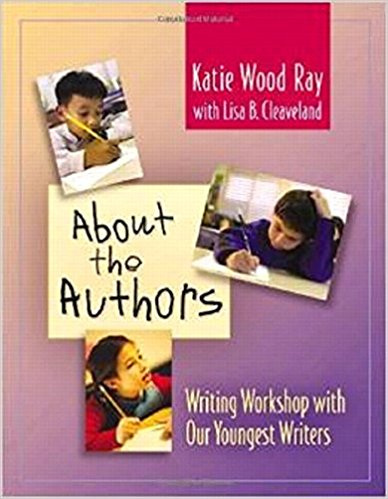 Katie Wood Ray
with Lisa B. Cleaveland
About
the
Authors
Writing Workshop with
Our Youngest Writers